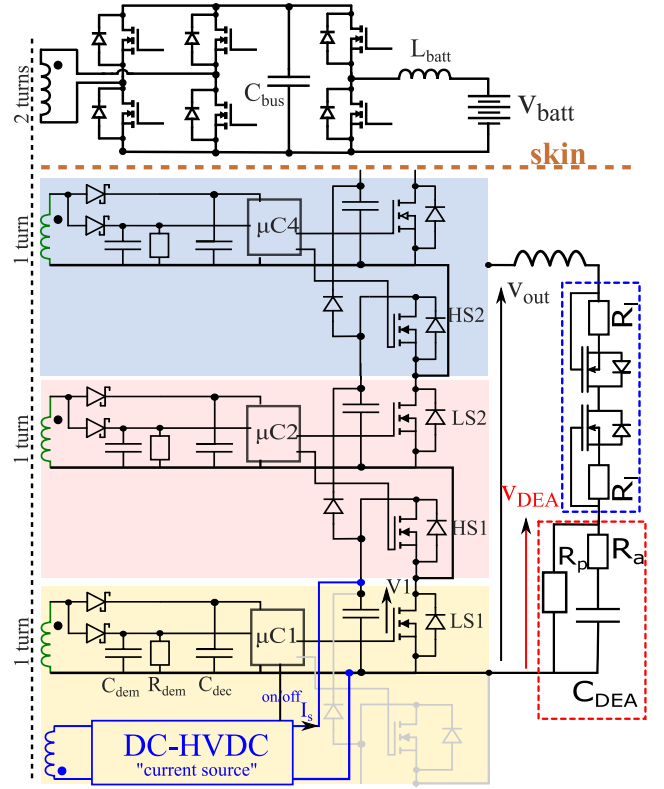 2 turns
C_bus
L_batt
V_batt
skin
1 turn
μC4
HS2
V_out
R_l
1 turn
μC2
LS2
HS1
R_l
V_DEA
R_p
R_a
C_DEA
1 turn
μC1
V1
LS1
C_dem
R_dem
C_dec
on/off
I_s
DC-HVDC
"current source"